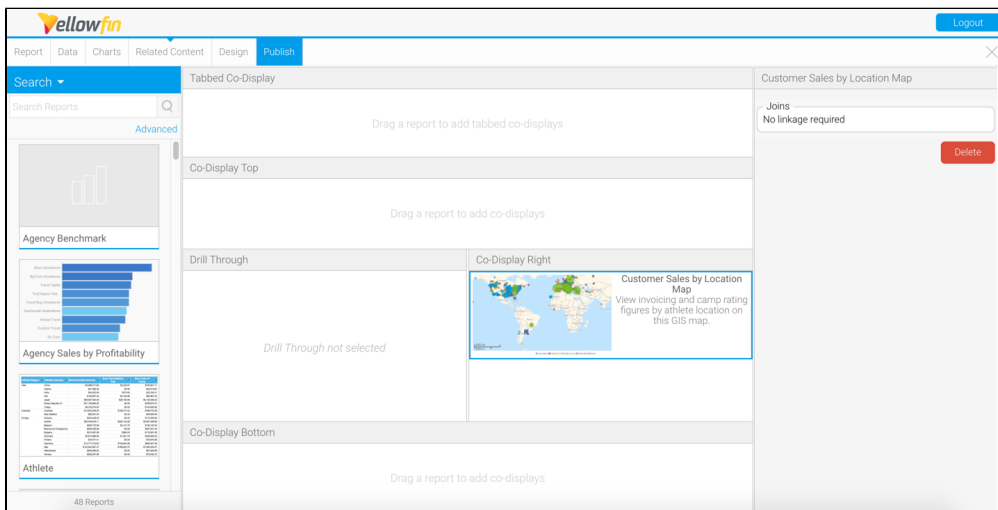 Yellowfin
Logout
Report Data Charts Related Content Design Publish
Search
Search Reports
Advanced
Agency Benchmark
Agency Sales by Profitability
Athlete
48 Reports
Tabbed Co-Display
Drag a report to add tabbed co-displays
Co-Display Top
Drag a report to add co-displays
Drill Through
Drill Through not selected
Co-Display Right
Customer Sales by Location
Map
View invoicing and camp rating
figures by athlete location on
this GIS map.
Co-Display Bottom
Drag a report to add co-displays
Customer Sales by Location Map
Joins
No linkage required
Delete